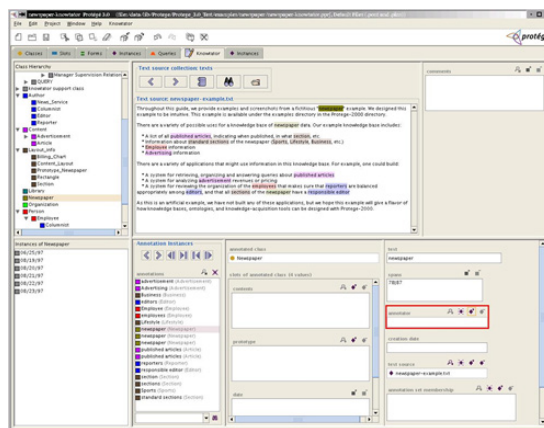 newspaper-knowtator Protégé 3.0
File Edit Project Window Knowtator Help
protégé
Classes Slots Forms Instances Queries Knowtator Instances
Class Hierarchy
Manager Supervision Relation
QUERY
knowtator support class
Author
News_Service
Columnist
Editor
Reporter
Content
Advertisement
Article
Layout_info
Billing_Chart
Content_Layout
Prototype_Newspaper
Rectangle
Section
Library
Newspaper
Organization
Person
Employee
Columnist
Text source collection: texts
Text source: newspaper-example.txt
Throughout this guide, we provide examples and screenshots from a fictitious "newspaper" example. We designed this
example to be intuitive. This example is available under the examples directory in the Protege-2000 directory.
There are a variety of possible uses for a knowledge base of newspaper data. Our example knowledge base includes:
* A list of all published articles, indicating when published, in what section, etc.
* Information about standard sections of the newspaper (Sports, Lifestyle, Business, etc.)
* Employee information
* Advertising information
There are a variety of applications that might use information in this knowledge base. For example, one could build:
* A system for retrieving, organizing and answering queries about published articles
* A system for analyzing advertisement revenues or pricing
* A system for reviewing the organization of the employees that makes sure that reporters are balanced
appropriately among editors, and that all sections of the newspaper have a responsible editor
As this is an artificial example, we have not built any of these applications, but we hope this example will give a flavor of
how knowledge bases, ontologies, and knowledge-acquisition tools can be designed with Protege-2000.
comments
Instances of Newspaper
Annotation Instances
annotations
advertisement (Advertisement)
Advertising (Advertisement)
Business (Business)
editors (Editor)
Employee (Employee)
employees (Employee)
Lifestyle (Lifestyle)
newspaper (Newspaper)
newspaper (Newspaper)
newspaper (Newspaper)
published articles (Article)
published articles (Article)
reporters (Reporter)
responsible editor (Editor)
section (Section)
sections (Section)
Sports (Sports)
standard sections (Section)
annotated class
Newspaper
slots of annotated class (4 values)
contents
prototype
date
text
newspaper
spans
78|87
annotator
creation date
text source
newspaper-example.txt
annotation set membership